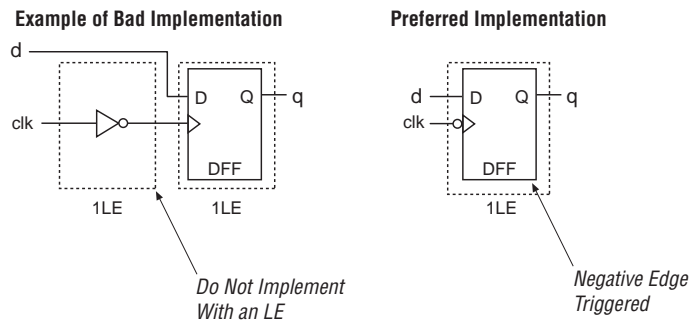 Example of Bad Implementation
d
clk
D Q
q
DFF
1LE
1LE
Do Not Implement
With an LE
Preferred Implementation
d
clk
D Q
q
DFF
1LE
Negative Edge
Triggered